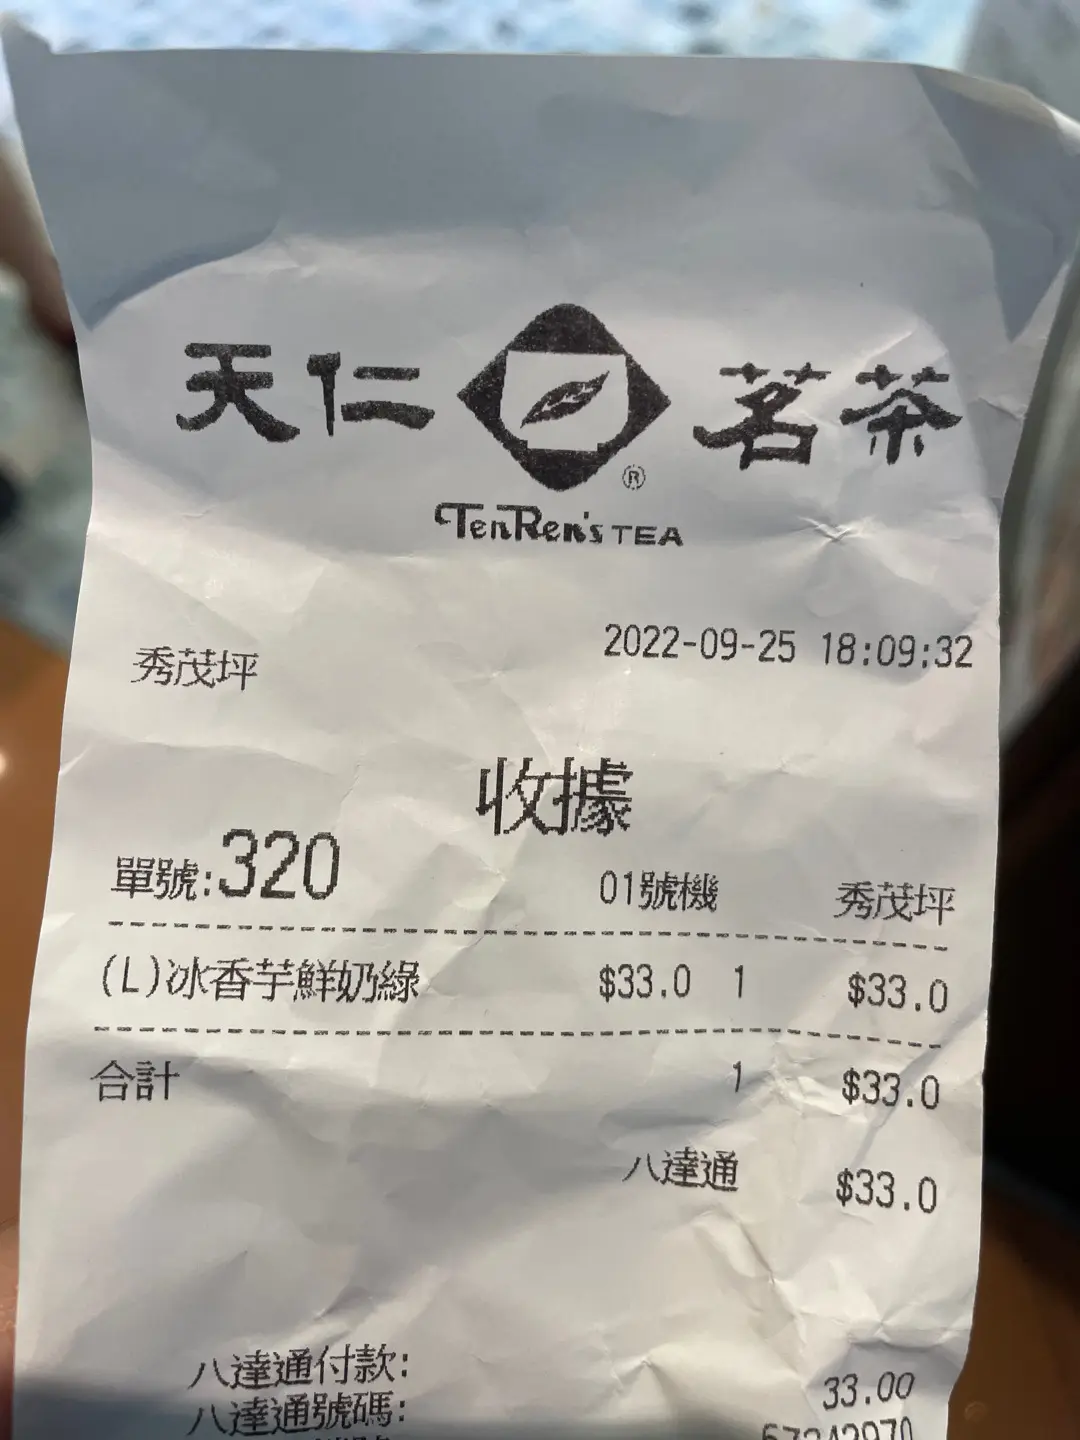 天仁茗茶
®
TenRen's TEA
2022-09-25 18:09:32
秀茂坪
收據
單號:320 01號機 秀茂坪
(L)冰香芋鮮奶綠 $33.0 1 $33.0
合計 1 $33.0
八達通 $33.0
八達通付款: 33.00
八達通號碼: